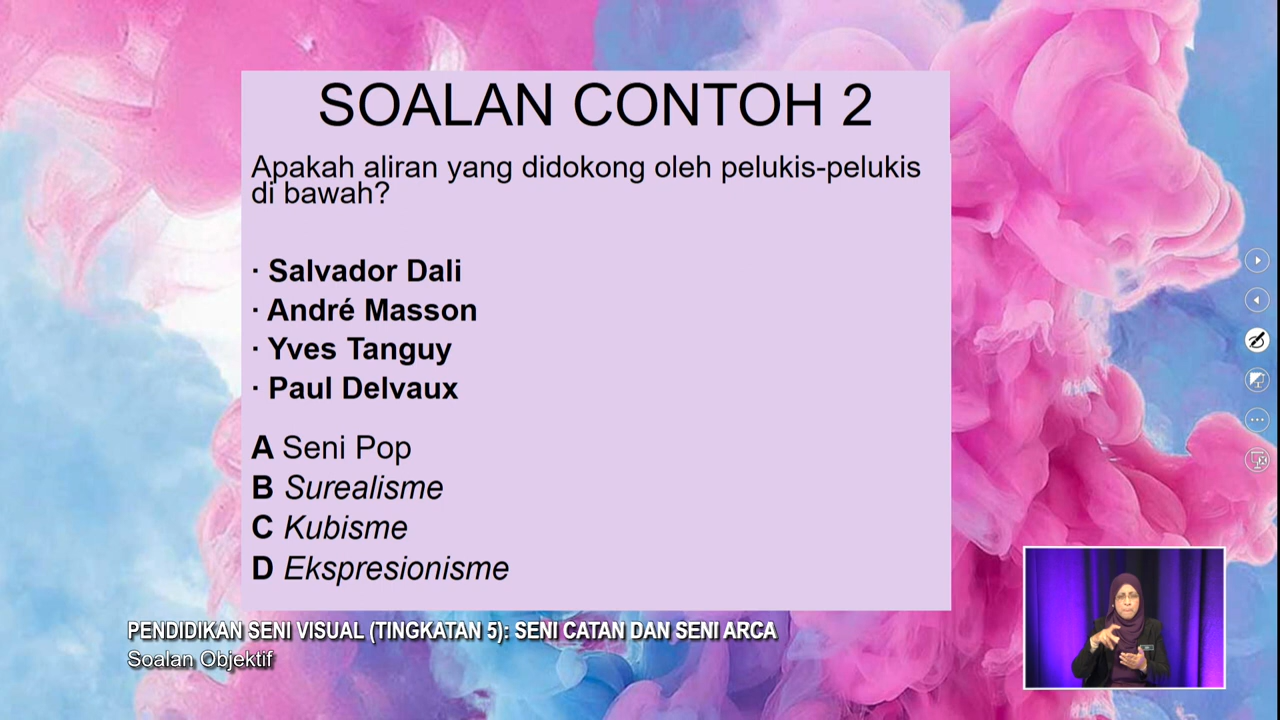 SOALAN CONTOH 2
Apakah aliran yang didokong oleh pelukis-pelukis
di bawah?
· Salvador Dali
· André Masson
· Yves Tanguy
· Paul Delvaux
A Seni Pop
B Surealisme
C Kubisme
D Ekspresionisme
PENDIDIKAN SENI VISUAL (TINGKATAN 5): SENI CATAN DAN SENI ARCA
Soalan Objektif